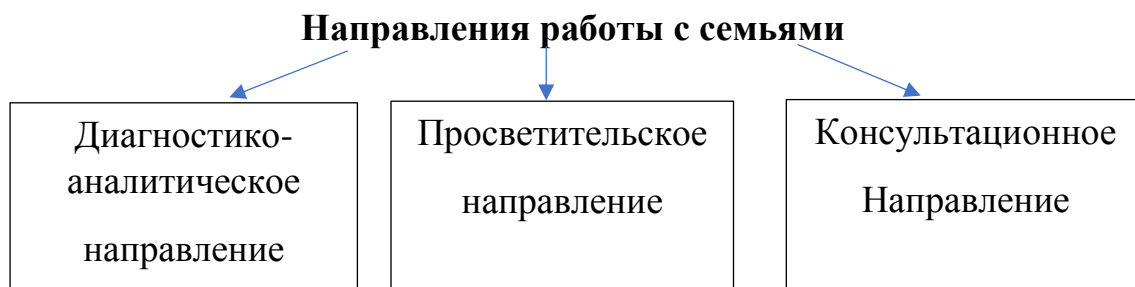 Направления работы с семьями
Диагностико-
аналитическое
направление
Просветительское
направление
Консультационное
Направление